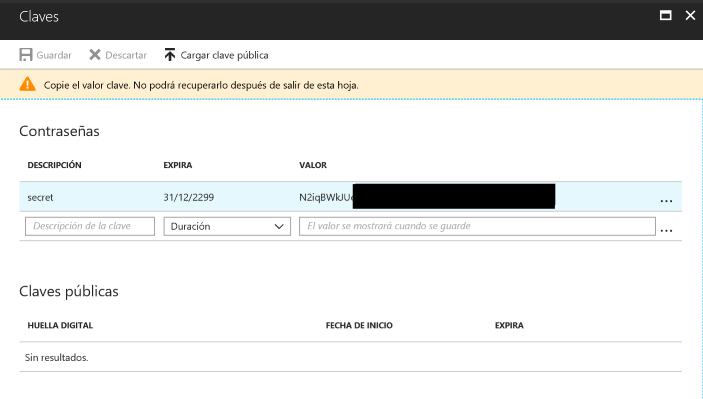 Claves
Guardar Descartar Cargar clave pública
Copie el valor clave. No podrá recuperarlo después de salir de esta hoja.
Contraseñas
DESCRIPCIÓN EXPIRA VALOR
secret 31/12/2299 N2iqBWkJU
Descripción de la clave Duración El valor se mostrará cuando se guarde
Claves públicas
HUELLA DIGITAL FECHA DE INICIO EXPIRA
Sin resultados.